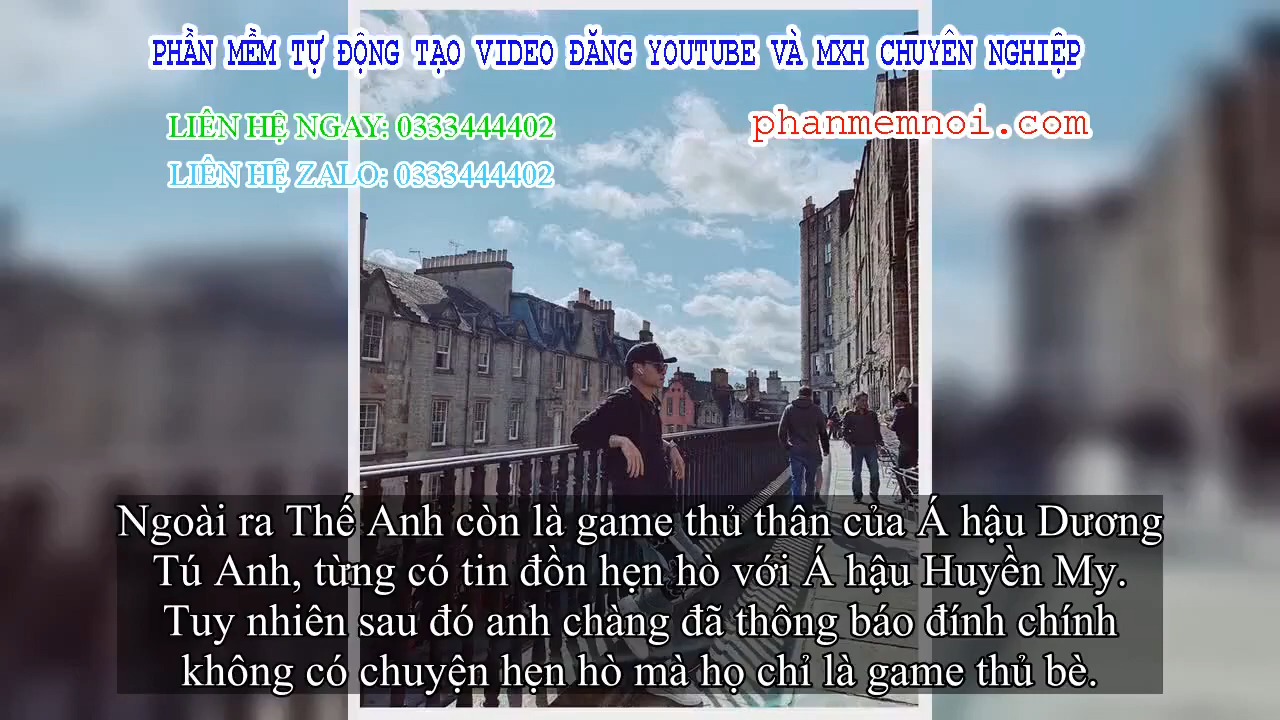 PHẦN MỀM TỰ ĐỘNG TẠO VIDEO ĐĂNG YOUTUBE VÀ MXH CHUYÊN NGHIỆP
LIÊN HỆ NGAY: 0333444402
phanmemnoi.com
LIÊN HỆ ZALO: 0333444402
Ngoài ra Thế Anh còn là game thủ thân của Á hậu Dương
Tú Anh, từng có tin đồn hẹn hò với Á hậu Huyền My.
Tuy nhiên sau đó anh chàng đã thông báo đính chính
không có chuyện hẹn hò mà họ chỉ là game thủ bè.